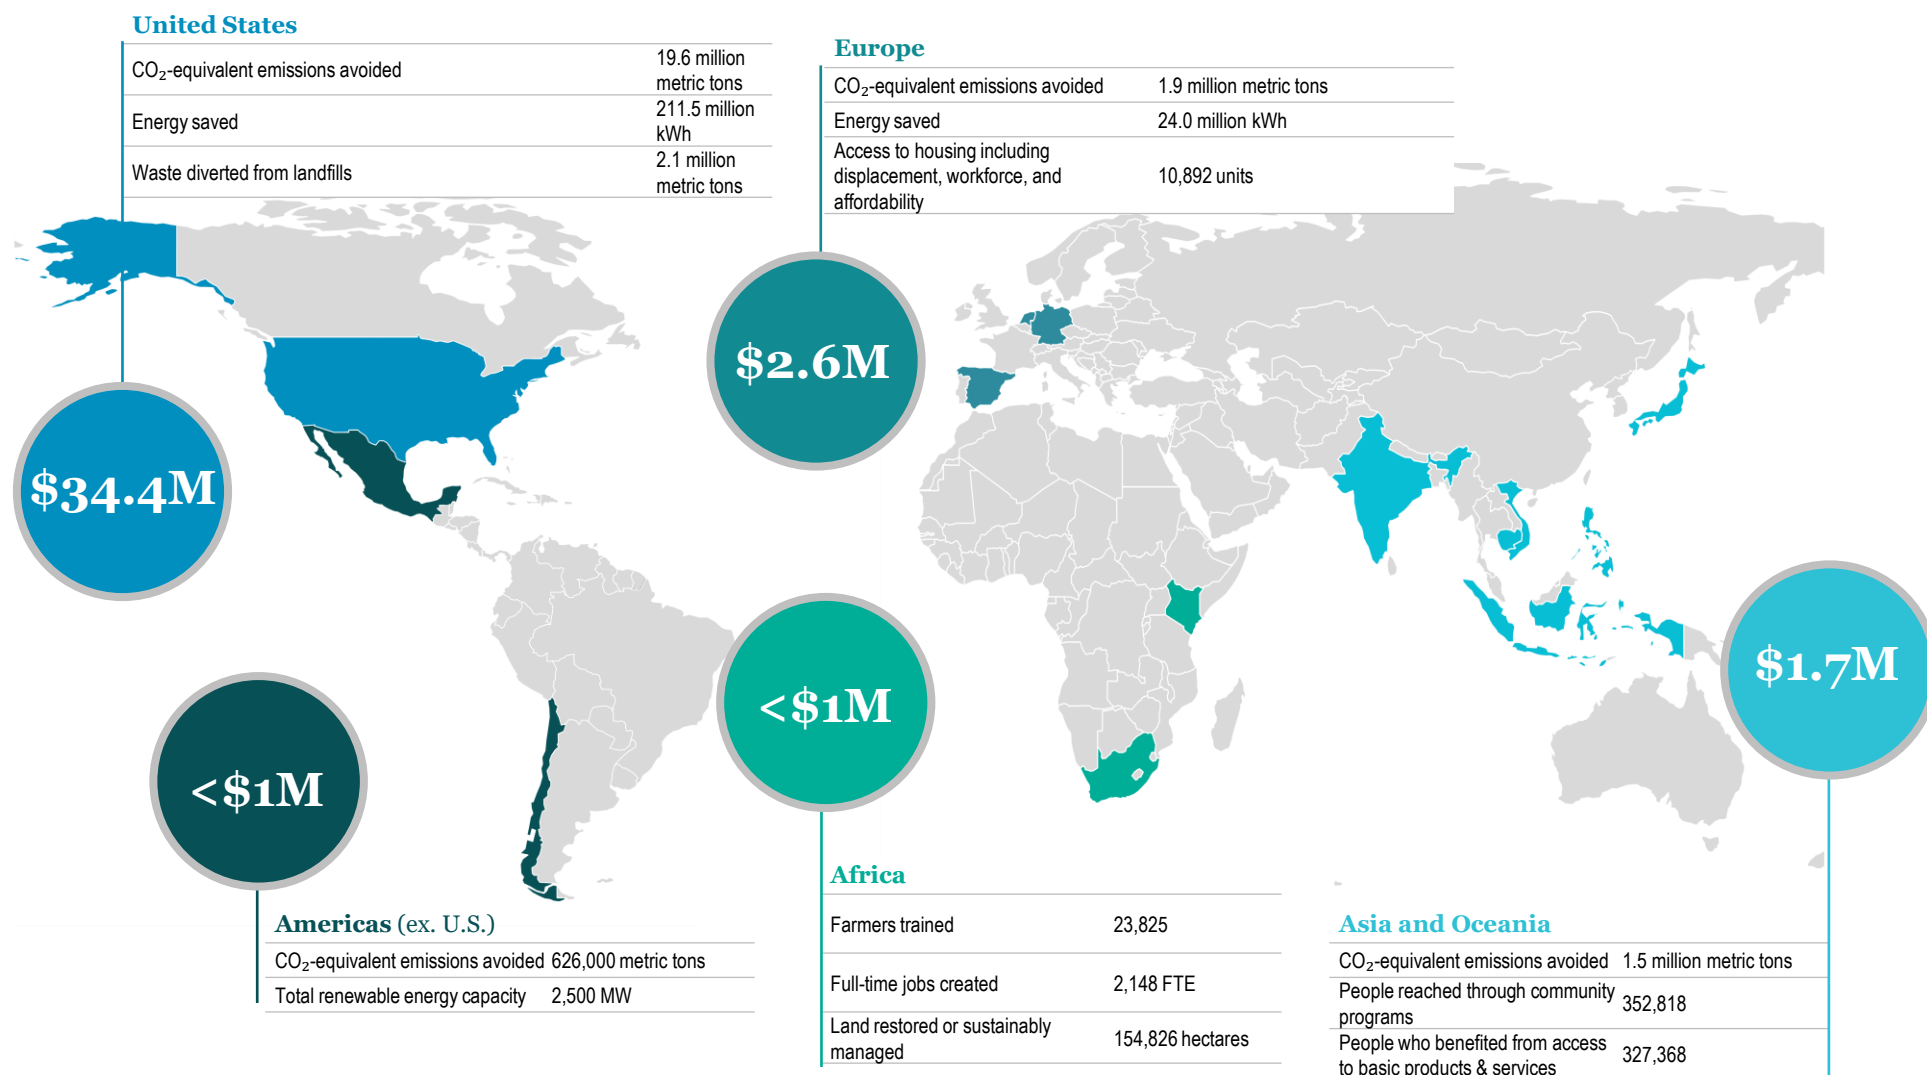 United States
CO₂-equivalent emissions avoided
19.6 million
metric tons
Energy saved
211.5 million
kWh
Waste diverted from landfills
2.1 million
metric tons
Europe
CO₂-equivalent emissions avoided 1.9 million metric tons
Energy saved 24.0 million kWh
Access to housing including
displacement, workforce, and
affordability
10,892 units
$34.4M
$2.6M
<$1M
<$1M
$1.7M
Americas (ex. U.S.)
CO₂-equivalent emissions avoided 626,000 metric tons
Total renewable energy capacity 2,500 MW
Africa
Farmers trained 23,825
Full-time jobs created 2,148 FTE
Land restored or sustainably
managed
154,826 hectares
Asia and Oceania
CO₂-equivalent emissions avoided 1.5 million metric tons
People reached through community
programs
352,818
People who benefited from access
to basic products & services
327,368